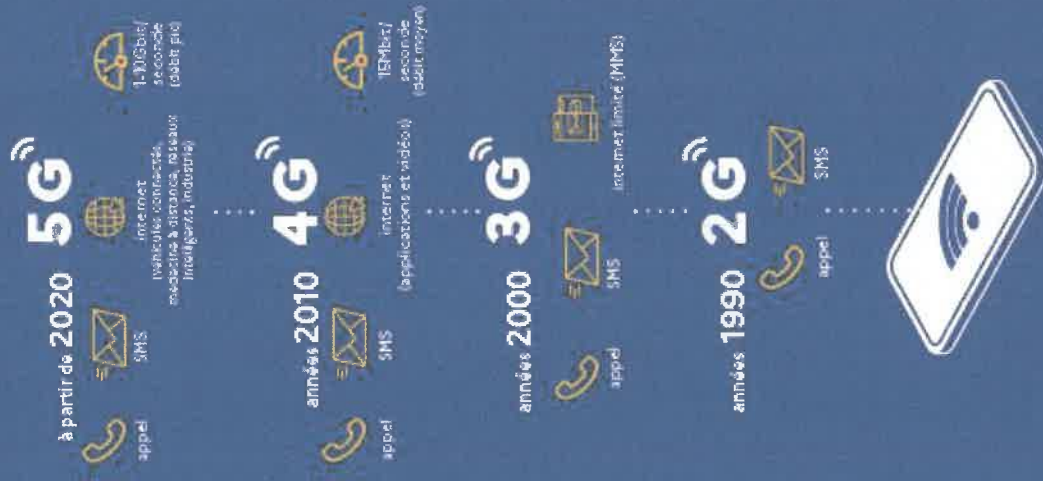 à partir de 2020 5G
appel
SMS
internet
(véhicules connectés,
médecine à distance, réseaux
intelligents, industrie)
1-10Gbit/
seconde
(débit pic)
années 2010 4G
appel
SMS
internet
(applications et vidéos)
15Mbit/
seconde
(débit moyen)
années 2000 3G
appel
SMS
internet limité (MMS)
années 1990 2G
appel
SMS